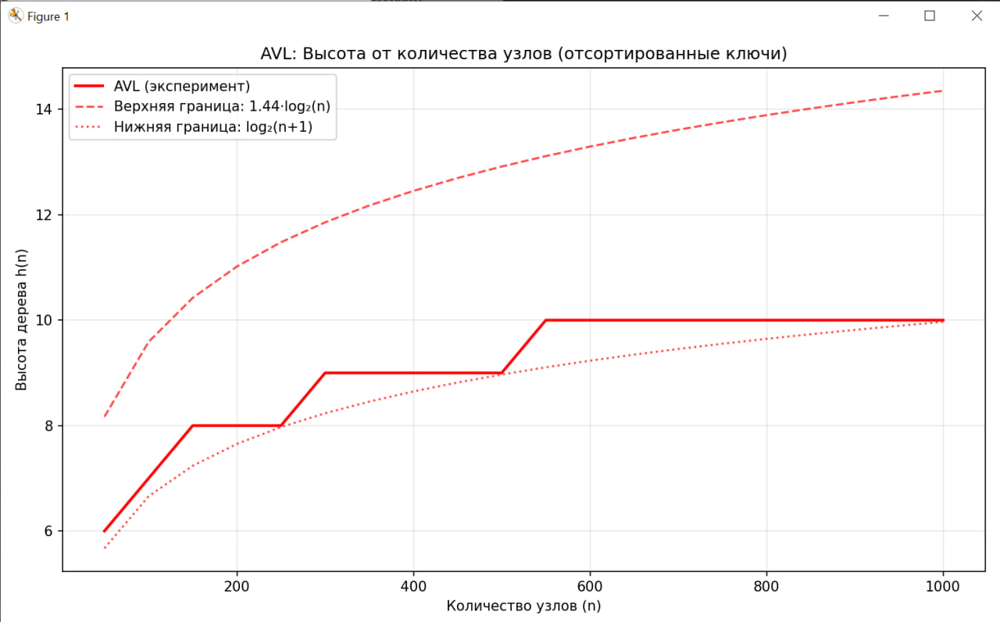 Figure 1
AVL: Высота от количества узлов (отсортированные ключи)
AVL (эксперимент)
Верхняя граница: 1.44·log₂(n)
Нижняя граница: log₂(n+1)
14
12
10
8
6
Высота дерева h(n)
200 400 600 800 1000
Количество узлов (n)